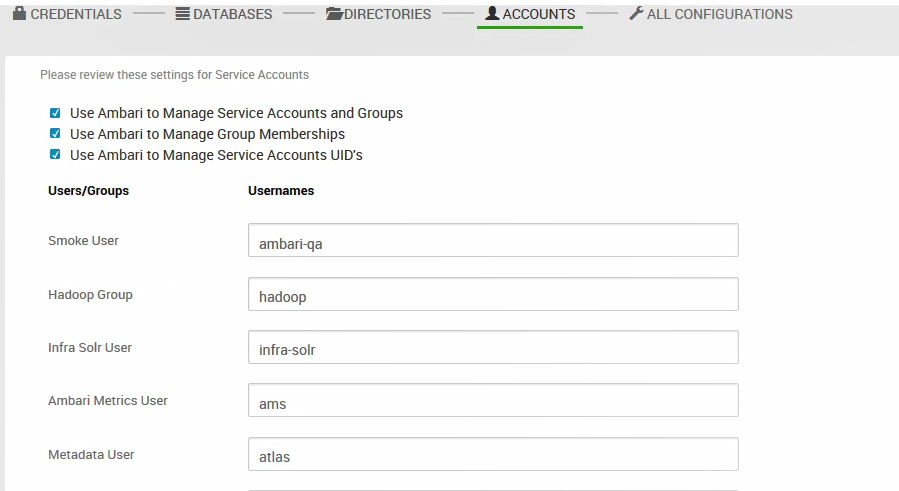 CREDENTIALS DATABASES DIRECTORIES ACCOUNTS ALL CONFIGURATIONS
Please review these settings for Service Accounts
Use Ambari to Manage Service Accounts and Groups
Use Ambari to Manage Group Memberships
Use Ambari to Manage Service Accounts UID's
Users/Groups Usernames
Smoke User ambari-qa
Hadoop Group hadoop
Infra Solr User infra-solr
Ambari Metrics User ams
Metadata User atlas